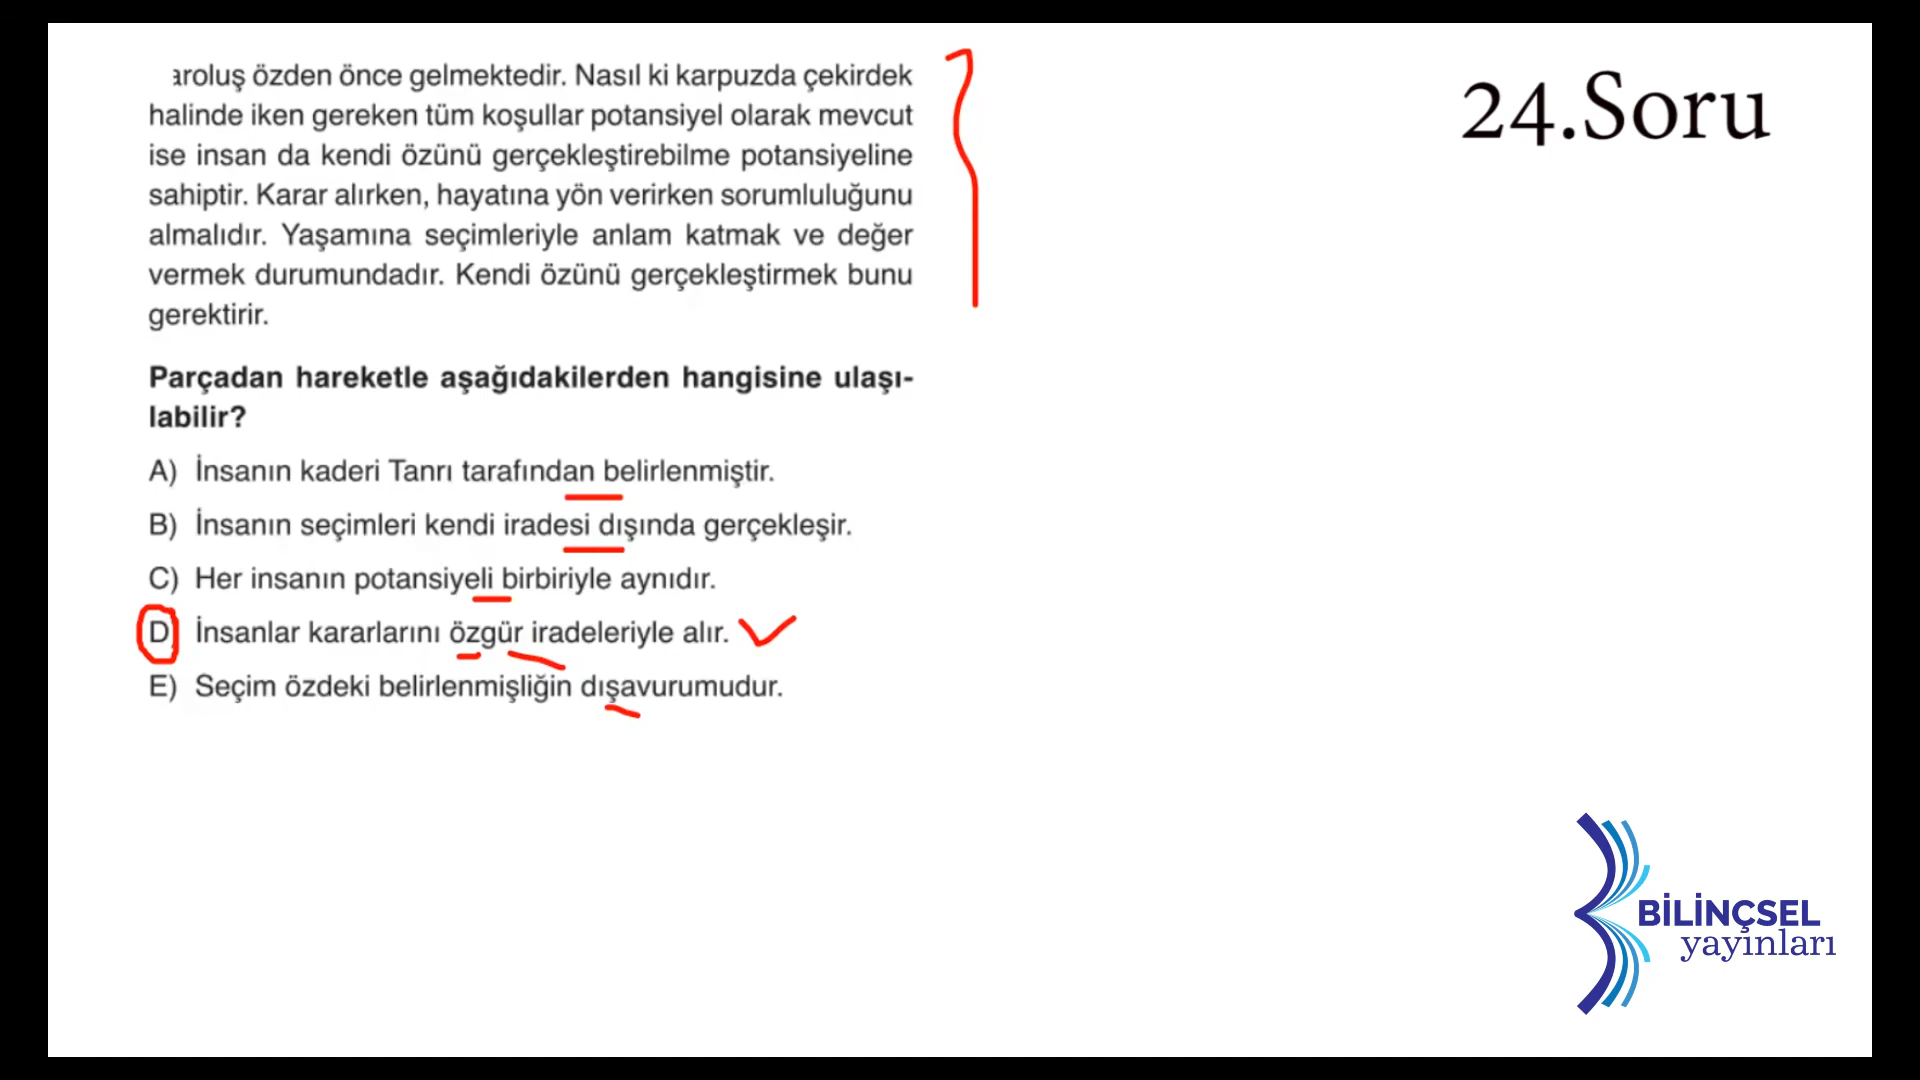 aroluş özden önce gelmektedir. Nasıl ki karpuzda çekirdek
halinde iken gereken tüm koşullar potansiyel olarak mevcut
ise insan da kendi özünü gerçekleştirebilme potansiyeline
sahiptir. Karar alırken, hayatına yön verirken sorumluluğunu
almalıdır. Yaşamına seçimleriyle anlam katmak ve değer
vermek durumundadır. Kendi özünü gerçekleştirmek bunu
gerektirir.
Parçadan hareketle aşağıdakilerden hangisine ulaşı-
labilir?
A) İnsanın kaderi Tanrı tarafından belirlenmiştir.
B) İnsanın seçimleri kendi iradesi dışında gerçekleşir.
C) Her insanın potansiyeli birbiriyle aynıdır.
D) İnsanlar kararlarını özgür iradeleriyle alır.
E) Seçim özdeki belirlenmişliğin dışavurumudur.
24.Soru
BİLİNÇSEL
yayınları